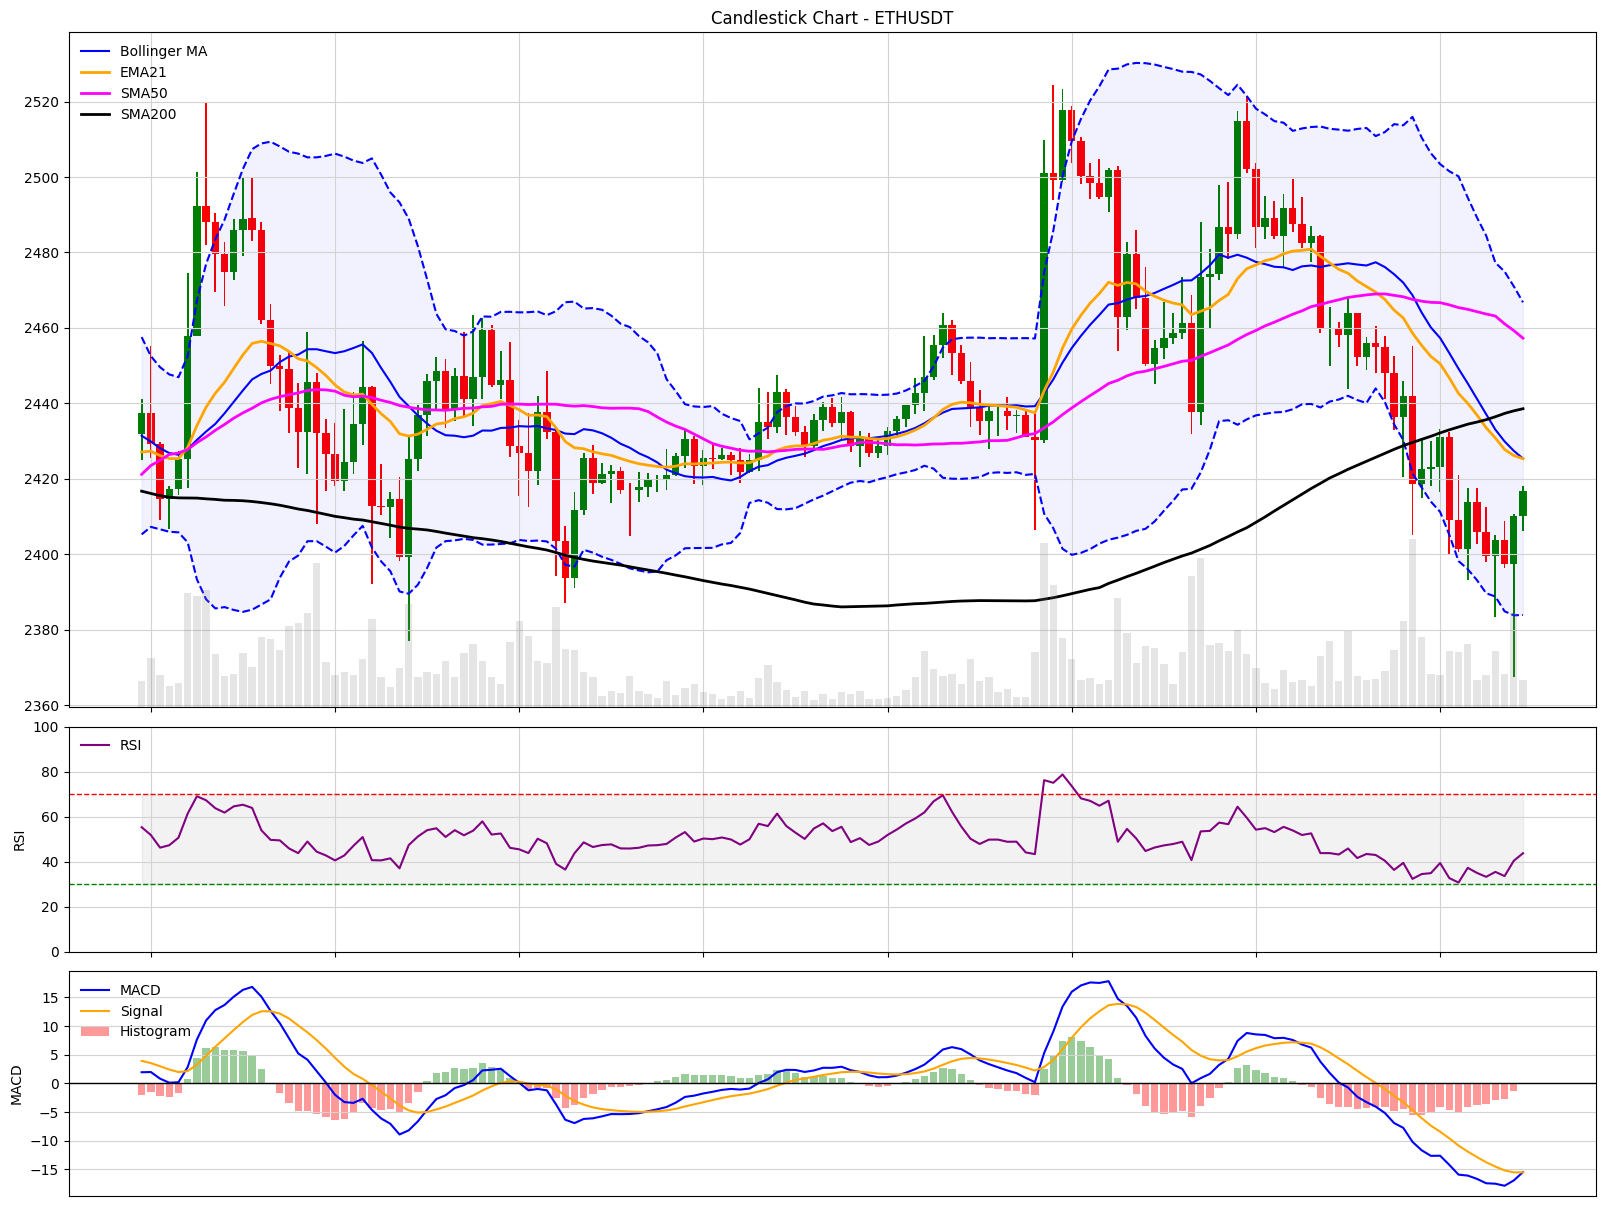 Candlestick Chart - ETHUSDT
Bollinger MA
EMA21
SMA50
SMA200
2520
2500
2480
2460
2440
2420
2400
2380
2360
100
80
60
40
20
0
RSI
RSI
15
10
5
0
−5
−10
−15
MACD
MACD
Signal
Histogram